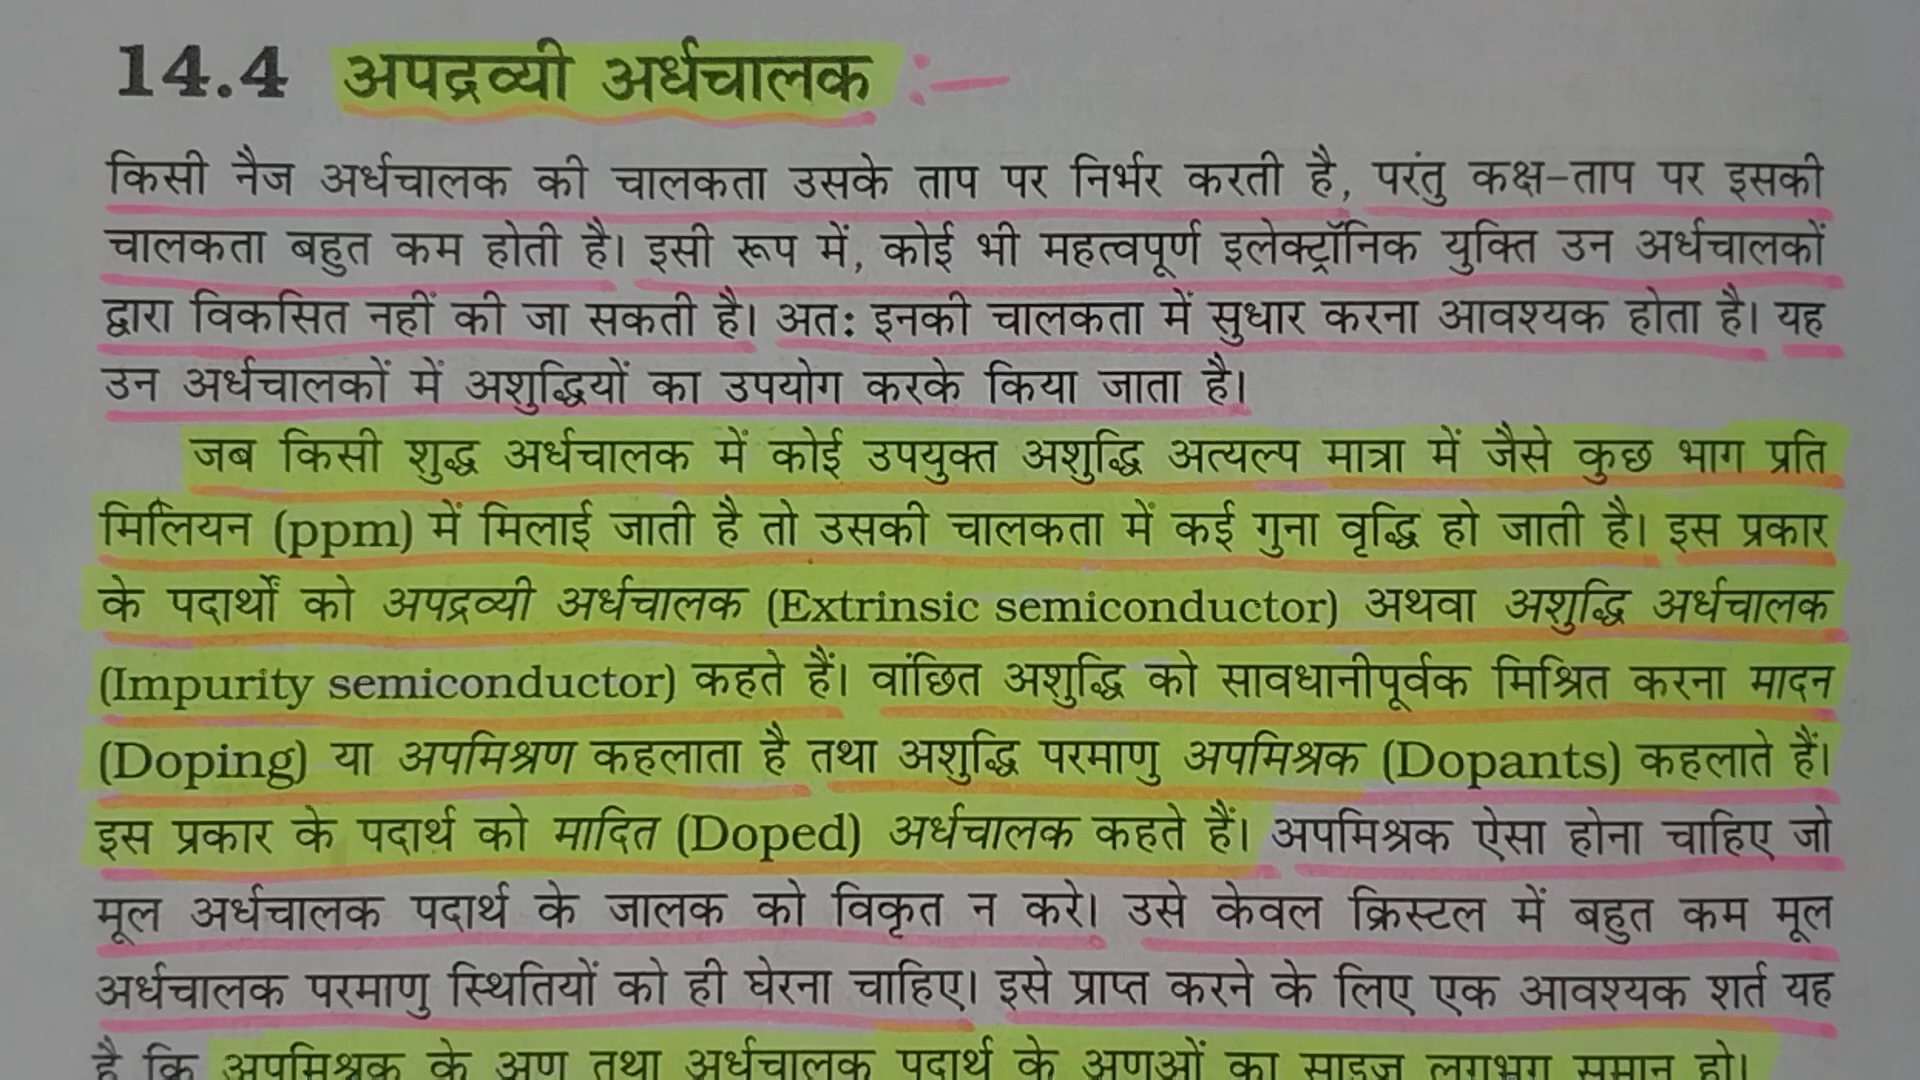 14.4 अपद्रव्यी अर्धचालक :-
किसी नैज अर्धचालक की चालकता उसके ताप पर निर्भर करती है, परंतु कक्ष-ताप पर इसकी
चालकता बहुत कम होती है। इसी रूप में, कोई भी महत्वपूर्ण इलेक्ट्रॉनिक युक्ति उन अर्धचालकों
द्वारा विकसित नहीं की जा सकती है। अतः इनकी चालकता में सुधार करना आवश्यक होता है। यह
उन अर्धचालकों में अशुद्धियों का उपयोग करके किया जाता है।
जब किसी शुद्ध अर्धचालक में कोई उपयुक्त अशुद्धि अत्यल्प मात्रा में जैसे कुछ भाग प्रति
मिलियन (ppm) में मिलाई जाती है तो उसकी चालकता में कई गुना वृद्धि हो जाती है। इस प्रकार
के पदार्थों को अपद्रव्यी अर्धचालक (Extrinsic semiconductor) अथवा अशुद्धि अर्धचालक
(Impurity semiconductor) कहते हैं। वांछित अशुद्धि को सावधानीपूर्वक मिश्रित करना मादन
(Doping) या अपमिश्रण कहलाता है तथा अशुद्धि परमाणु अपमिश्रक (Dopants) कहलाते हैं।
इस प्रकार के पदार्थ को मादित (Doped) अर्धचालक कहते हैं। अपमिश्रक ऐसा होना चाहिए जो
मूल अर्धचालक पदार्थ के जालक को विकृत न करे। उसे केवल क्रिस्टल में बहुत कम मूल
अर्धचालक परमाणु स्थितियों को ही घेरना चाहिए। इसे प्राप्त करने के लिए एक आवश्यक शर्त यह
है कि अपमिश्रक के अणु तथा अर्धचालक पदार्थ के अणुओं का साइज लगभग समान हो।